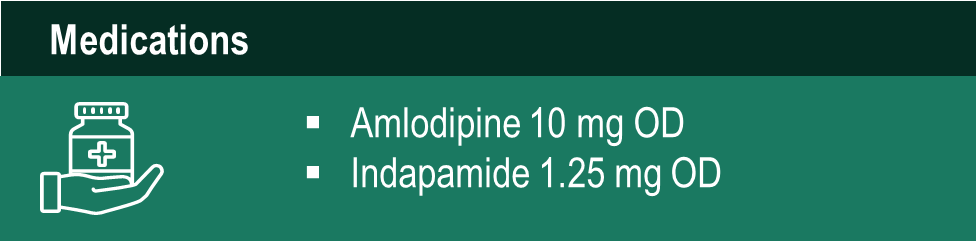 Medications
▪ Amlodipine 10 mg OD
▪ Indapamide 1.25 mg OD